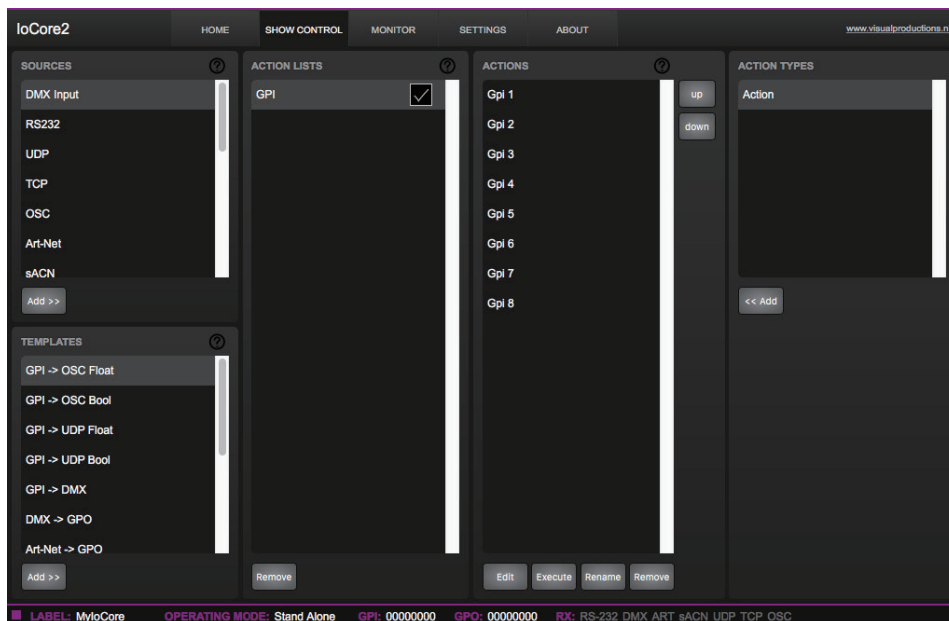 IoCore2 HOME SHOW CONTROL MONITOR SETTINGS ABOUT www.visualproductions.n
SOURCES
DMX Input
RS232
UDP
TCP
OSC
Art-Net
sACN
Add >>
TEMPLATES
GPI -> OSC Float
GPI -> OSC Bool
GPI -> UDP Float
GPI -> UDP Bool
GPI -> DMX
DMX -> GPO
Art-Net -> GPO
Add >>
ACTION LISTS
GPI
Remove
ACTIONS
Gpi 1
Gpi 2
Gpi 3
Gpi 4
Gpi 5
Gpi 6
Gpi 7
Gpi 8
up
down
Edit Execute Rename Remove
ACTION TYPES
Action
<< Add
LABEL: MyIoCore OPERATING MODE: Stand Alone GPI: 00000000 GPO: 00000000 RX: RS-232 DMX ART sACN UDP TCP OSC